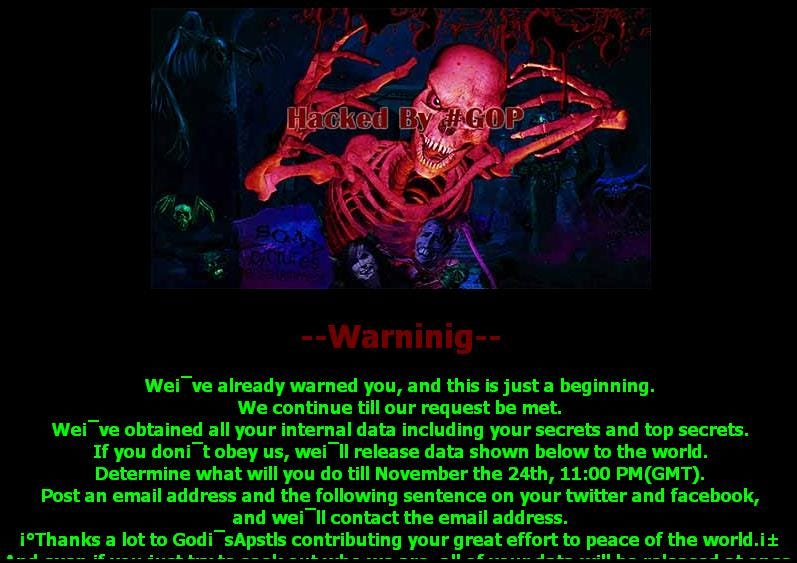 Hacked By #GOP
SONY
PICTURES
--Warninig--
Wei¯ve already warned you, and this is just a beginning.
We continue till our request be met.
Wei¯ve obtained all your internal data including your secrets and top secrets.
If you doni¯t obey us, wei¯ll release data shown below to the world.
Determine what will you do till November the 24th, 11:00 PM(GMT).
Post an email address and the following sentence on your twitter and facebook,
and wei¯ll contact the email address.
¡°Thanks a lot to Godi¯sApstls contributing your great effort to peace of the world.¡±
And even if you just try to seek out who we are, all of your data will be released at once.